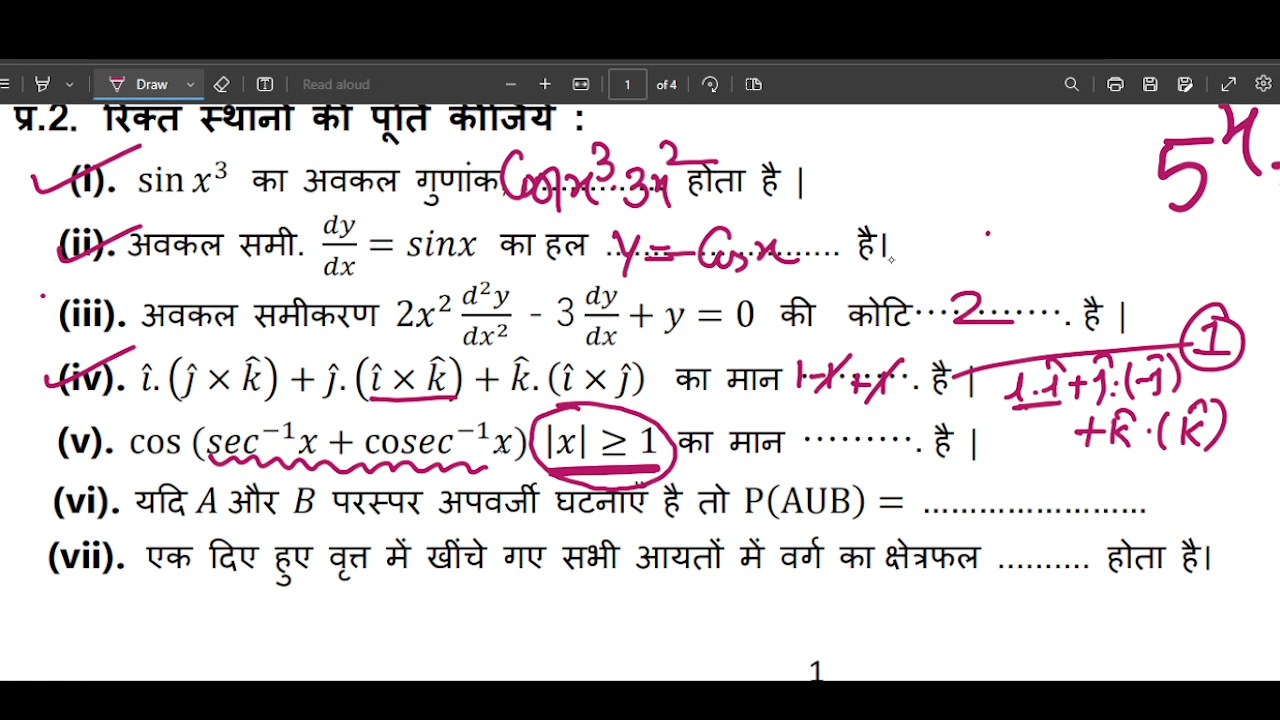 Draw Read aloud 1 of 4
प्र.2. रिक्त स्थानों की पूर्ति कीजिये :
(i). sin x³ का अवकल गुणांक, Cos x³ 3x² होता है |
5⁴
(ii). अवकल समी. dy/dx = sinx का हल y = - Cos x है|
(iii). अवकल समीकरण 2x² d²y/dx² - 3 dy/dx + y = 0 की कोटि 2 है |
1
(iv). î.(ĵ × k̂) + ĵ.(î × k̂) + k̂.(î × ĵ) का मान 1-1+1 है |
î.î+ĵ.(-ĵ)
+k̂.(k̂)
(v). cos (sec⁻¹x + cosec⁻¹x) |x| ≥ 1 का मान ·········. है |
(vi). यदि A और B परस्पर अपवर्जी घटनाएँ है तो P(AUB) = ........................
(vii). एक दिए हुए वृत्त में खींचे गए सभी आयतों में वर्ग का क्षेत्रफल .......... होता है।
1